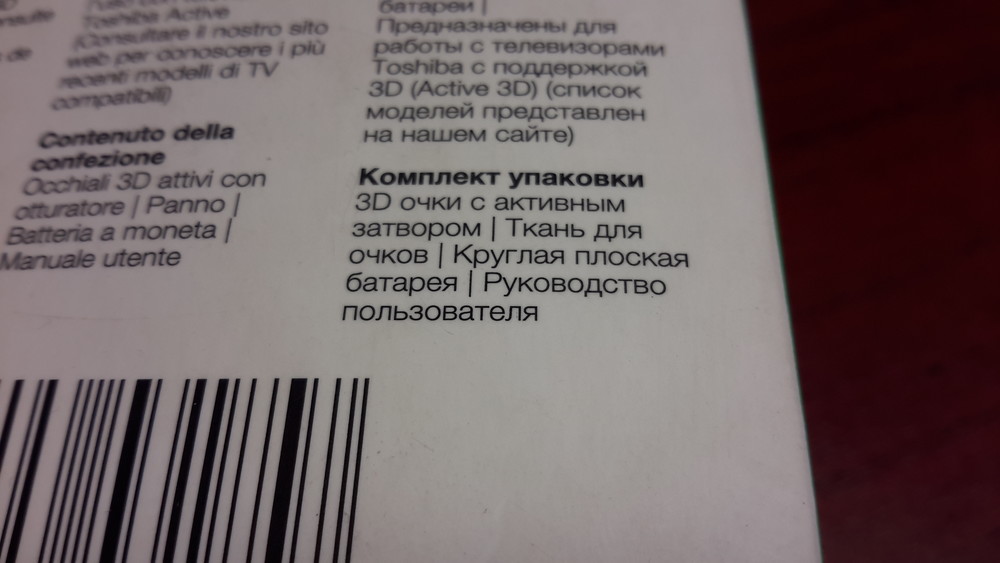 de
Toshiba Active
(Consultare il nostro sito
web per conoscere i più
recenti modelli di TV
compatibili)
Contenuto della
confezione
Occhiali 3D attivi con
otturatore | Panno |
Batteria a moneta |
Manuale utente
батареи |
Предназначены для
работы с телевизорами
Toshiba с поддержкой
3D (Active 3D) (список
моделей представлен
на нашем сайте)
Комплект упаковки
3D очки с активным
затвором | Ткань для
очков | Круглая плоская
батарея | Руководство
пользователя